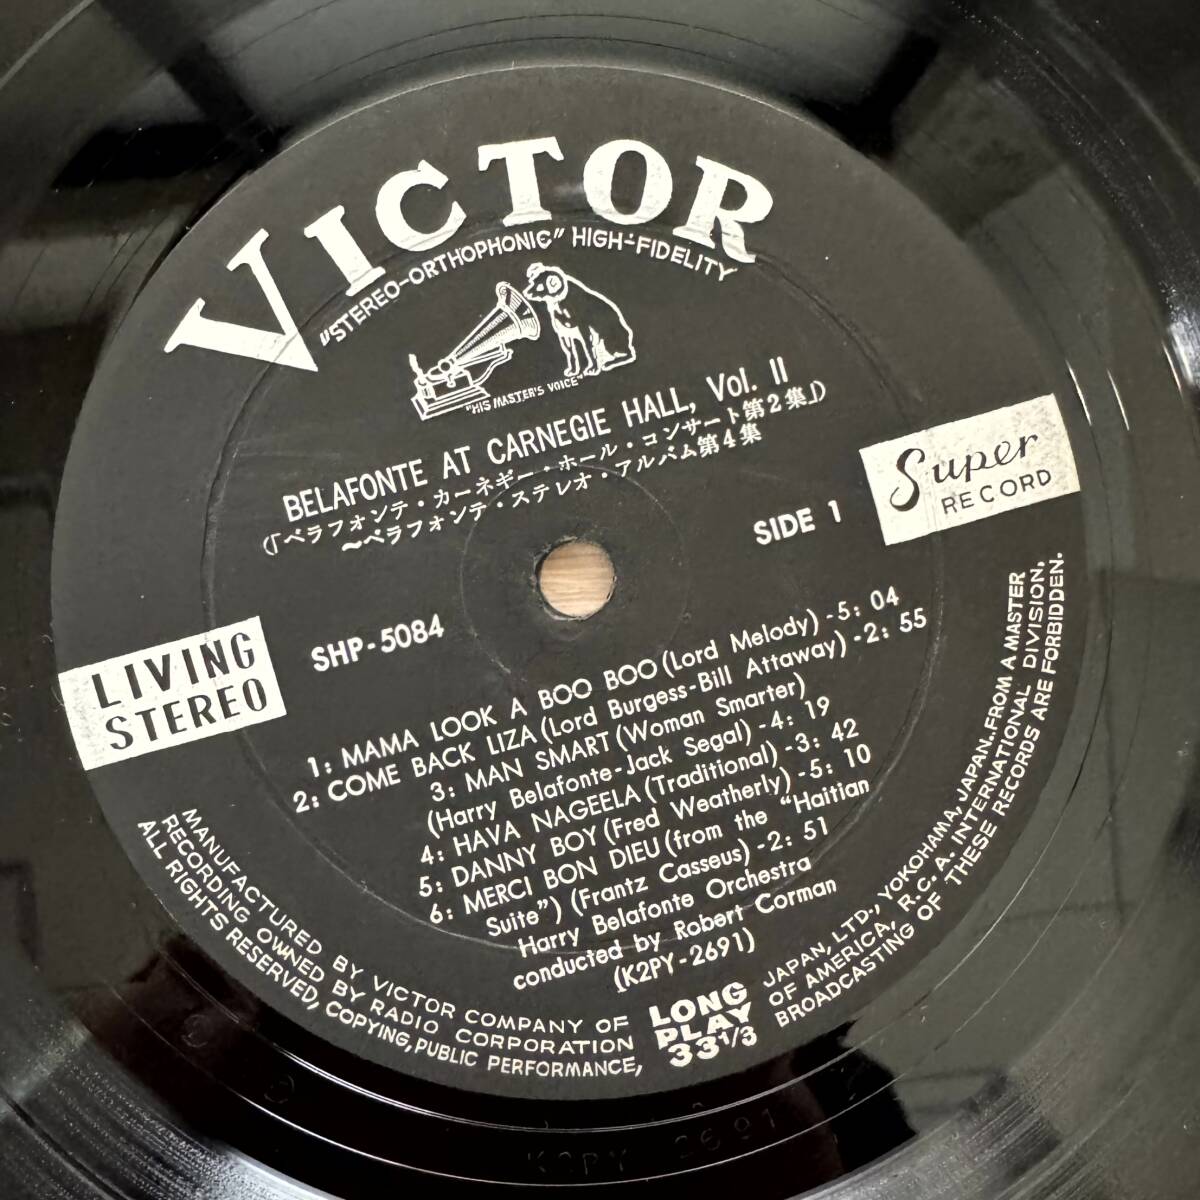 VICTOR
"STEREO-ORTHOPHONIC" HIGH-FIDELITY
"HIS MASTER'S VOICE"
BELAFONTE AT CARNEGIE HALL, Vol. II
(「ベラフォンテ・カーネギー・ホール・コンサート第2集」)
～ベラフォンテ・ステレオ・アルバム第4集
Super
RECORD
SIDE 1
SHP-5084
LIVING
STEREO
1: MAMA LOOK A BOO BOO (Lord Melody) -5: 04
2: COME BACK LIZA (Lord Burgess-Bill Attaway) -2: 55
3: MAN SMART (Woman Smarter)
(Harry Belafonte-Jack Segal) -4: 19
4: HAVA NAGEELA (Traditional) -3: 42
5: DANNY BOY (Fred Weatherly) -5: 10
6: MERCI BON DIEU (from the "Haitian
Suite") (Frantz Casseus) -2: 51
Harry Belafonte Orchestra
conducted by Robert Corman
(K2PY-2691)
LONG
PLAY
33 1/3
MANUFACTURED BY VICTOR COMPANY OF JAPAN, LTD., YOKOHAMA, JAPAN. FROM A MASTER
RECORDING OWNED BY RADIO CORPORATION OF AMERICA, R.C.A. INTERNATIONAL DIVISION,
ALL RIGHTS RESERVED, COPYING, PUBLIC PERFORMANCE, BROADCASTING OF THESE RECORDS ARE FORBIDDEN.
K2PY 2691